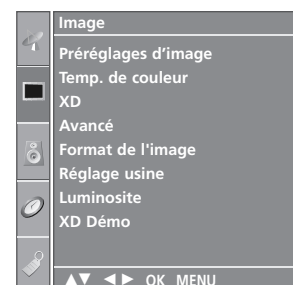 Image
Préréglages d’image
Temp. de couleur
XD
Avancé
Format de l'image
Réglage usine
Luminosite
XD Démo
▲▼ ◄► OK MENU